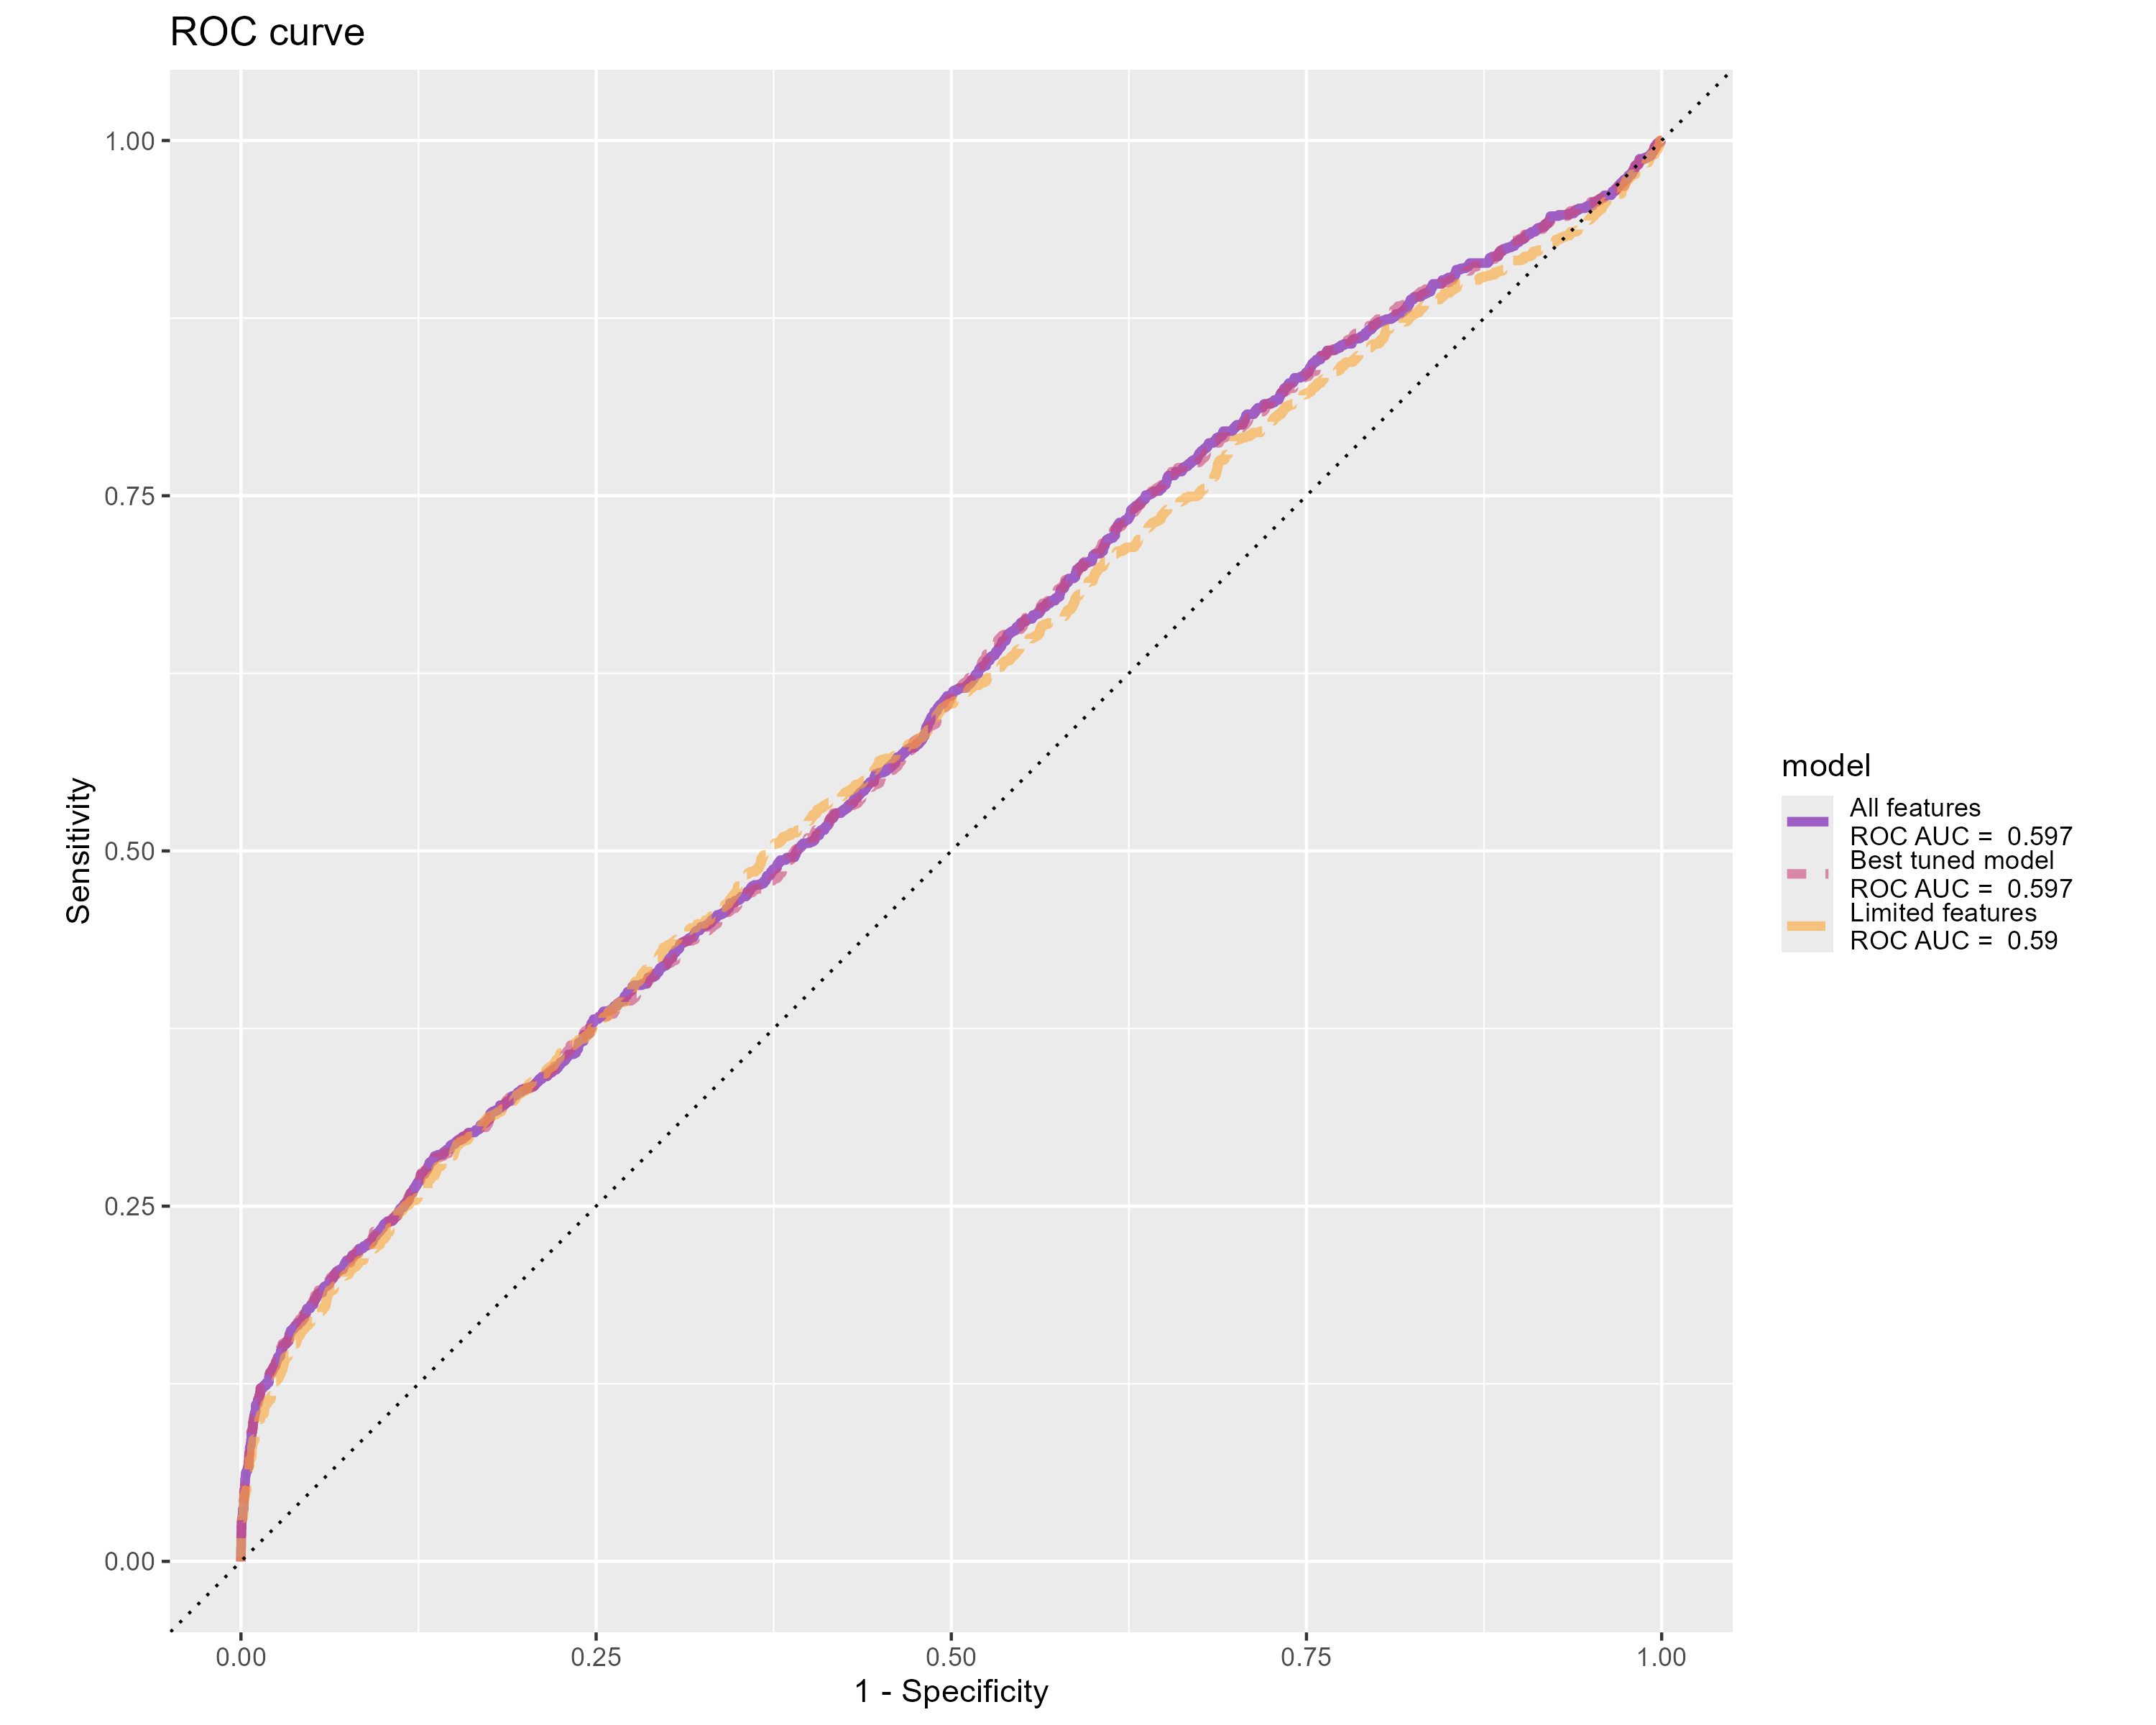 ROC curve
1.00
0.75
0.50
0.25
0.00
Sensitivity
0.00
0.25
0.50
0.75
1.00
1 - Specificity
model
All features
ROC AUC =  0.597
Best tuned model
ROC AUC =  0.597
Limited features
ROC AUC =  0.59